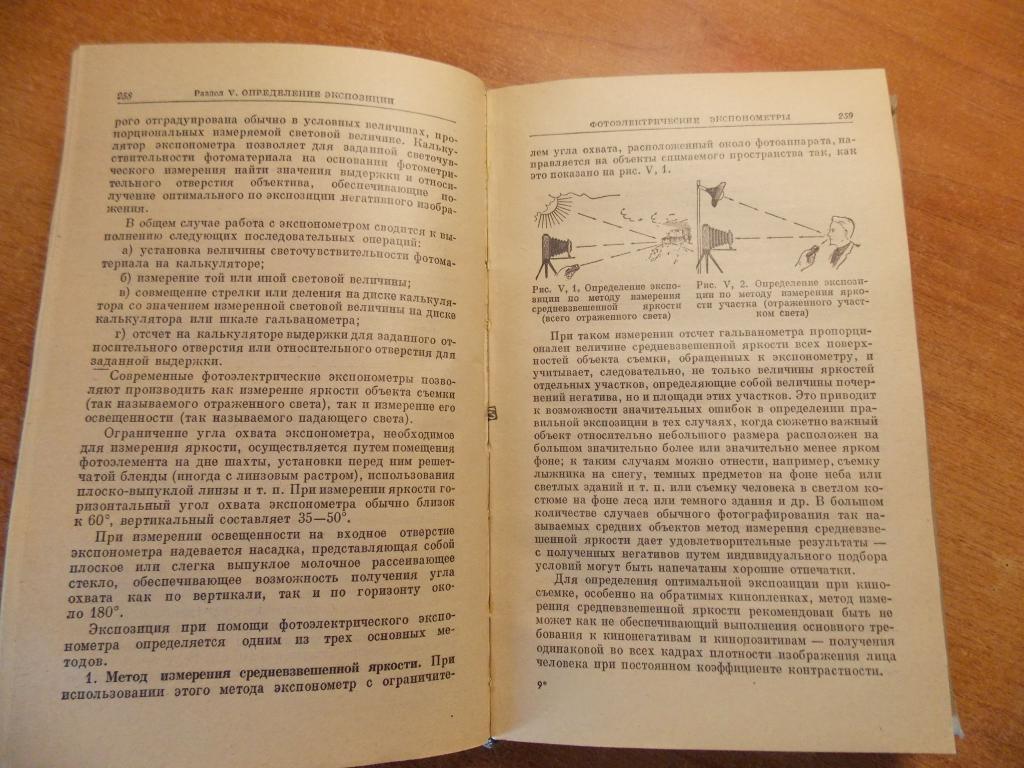 258
Раздел V. ОПРЕДЕЛЕНИЕ ЭКСПОЗИЦИИ
рого отградуирована обычно в условных величинах, про-
порциональных измеряемой световой величине. Кальку-
лятор экспонометра позволяет для заданной светочув-
ствительности фотоматериала на основании фотометри-
ческого измерения найти значения выдержки и относи-
тельного отверстия объектива, обеспечивающие по-
лучение оптимального по экспозиции негативного изобра-
жения.
В общем случае работа с экспонометром сводится к вы-
полнению следующих последовательных операций:
а) установка величины светочувствительности фотома-
териала на калькуляторе;
б) измерение той или иной световой величины;
в) совмещение стрелки или деления на диске калькуля-
тора со значением измеренной световой величины на диске
калькулятора или шкале гальванометра;
г) отсчет на калькуляторе выдержки для заданного от-
носительного отверстия или относительного отверстия для
заданной выдержки.
Современные фотоэлектрические экспонометры позво-
ляют производить как измерение яркости объекта съемки
(так называемого отраженного света), так и измерение его
освещенности (так называемого падающего света).
Ограничение угла охвата экспонометра, необходимое
для измерения яркости, осуществляется путем помещения
фотоэлемента на дне шахты, установки перед ним решет-
чатой бленды (иногда с линзовым растром), использования
плоско-выпуклой линзы и т. п. При измерении яркости го-
ризонтальный угол охвата экспонометра обычно близок
к 60°, вертикальный составляет 35—50°.
При измерении освещенности на входное отверстие
экспонометра надевается насадка, представляющая собой
плоское или слегка выпуклое молочное рассеивающее
стекло, обеспечивающее возможность получения угла
охвата как по вертикали, так и по горизонту око-
ло 180°.
Экспозиция при помощи фотоэлектрического экспо-
нометра определяется одним из трех основных ме-
тодов.
1. Метод измерения средневзвешенной яркости. При
использовании этого метода экспонометр с ограничите-
ФОТОЭЛЕКТРИЧЕСКИЕ ЭКСПОНОМЕТРЫ
259
лем угла охвата, расположенный около фотоаппарата, на-
правляется на объекты снимаемого пространства так, как
это показано на рис. V, 1.
Рис. V, 1. Определение экспо-
зиции по методу измерения
средневзвешенной яркости
(всего отраженного света)
Рис. V, 2. Определение экспози-
ции по методу измерения ярко-
сти участка (отраженного участ-
ком света)
При таком измерении отсчет гальванометра пропорци-
онален величине средневзвешенной яркости всех поверх-
ностей объекта съемки, обращенных к экспонометру, и
учитывает, следовательно, не только величины яркостей
отдельных участков, определяющие собой величины почер-
нений негатива, но и площади этих участков. Это приводит
к возможности значительных ошибок в определении пра-
вильной экспозиции в тех случаях, когда сюжетно важный
объект относительно небольшого размера расположен на
большом значительно более или значительно менее ярком
фоне; к таким случаям можно отнести, например, съемку
лыжника на снегу, темных предметов на фоне неба или
светлых зданий и т. п. или съемку человека в светлом ко-
стюме на фоне леса или темного здания и др. В большом
количестве случаев обычного фотографирования так на-
зываемых средних объектов метод измерения средневзве-
шенной яркости дает удовлетворительные результаты —
с полученных негативов путем индивидуального подбора
условий могут быть напечатаны хорошие отпечатки.
Для определения оптимальной экспозиции при кино-
съемке, особенно на обратимых кинопленках, метод изме-
рения средневзвешенной яркости рекомендован быть не
может как не обеспечивающий выполнения основного тре-
бования к кинонегативам и кинопозитивам — получения
одинаковой во всех кадрах плотности изображения лица
человека при постоянном коэффициенте контрастности.
9*